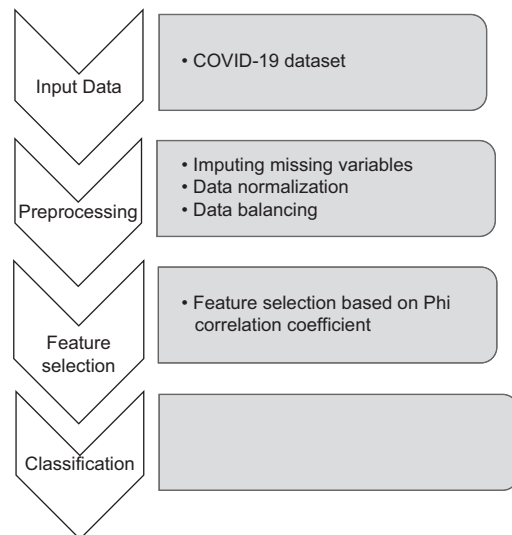 Input Data
• COVID-19 dataset
Preprocessing
• Imputing missing variables
• Data normalization
• Data balancing
Feature
selection
• Feature selection based on Phi
correlation coefficient
Classification